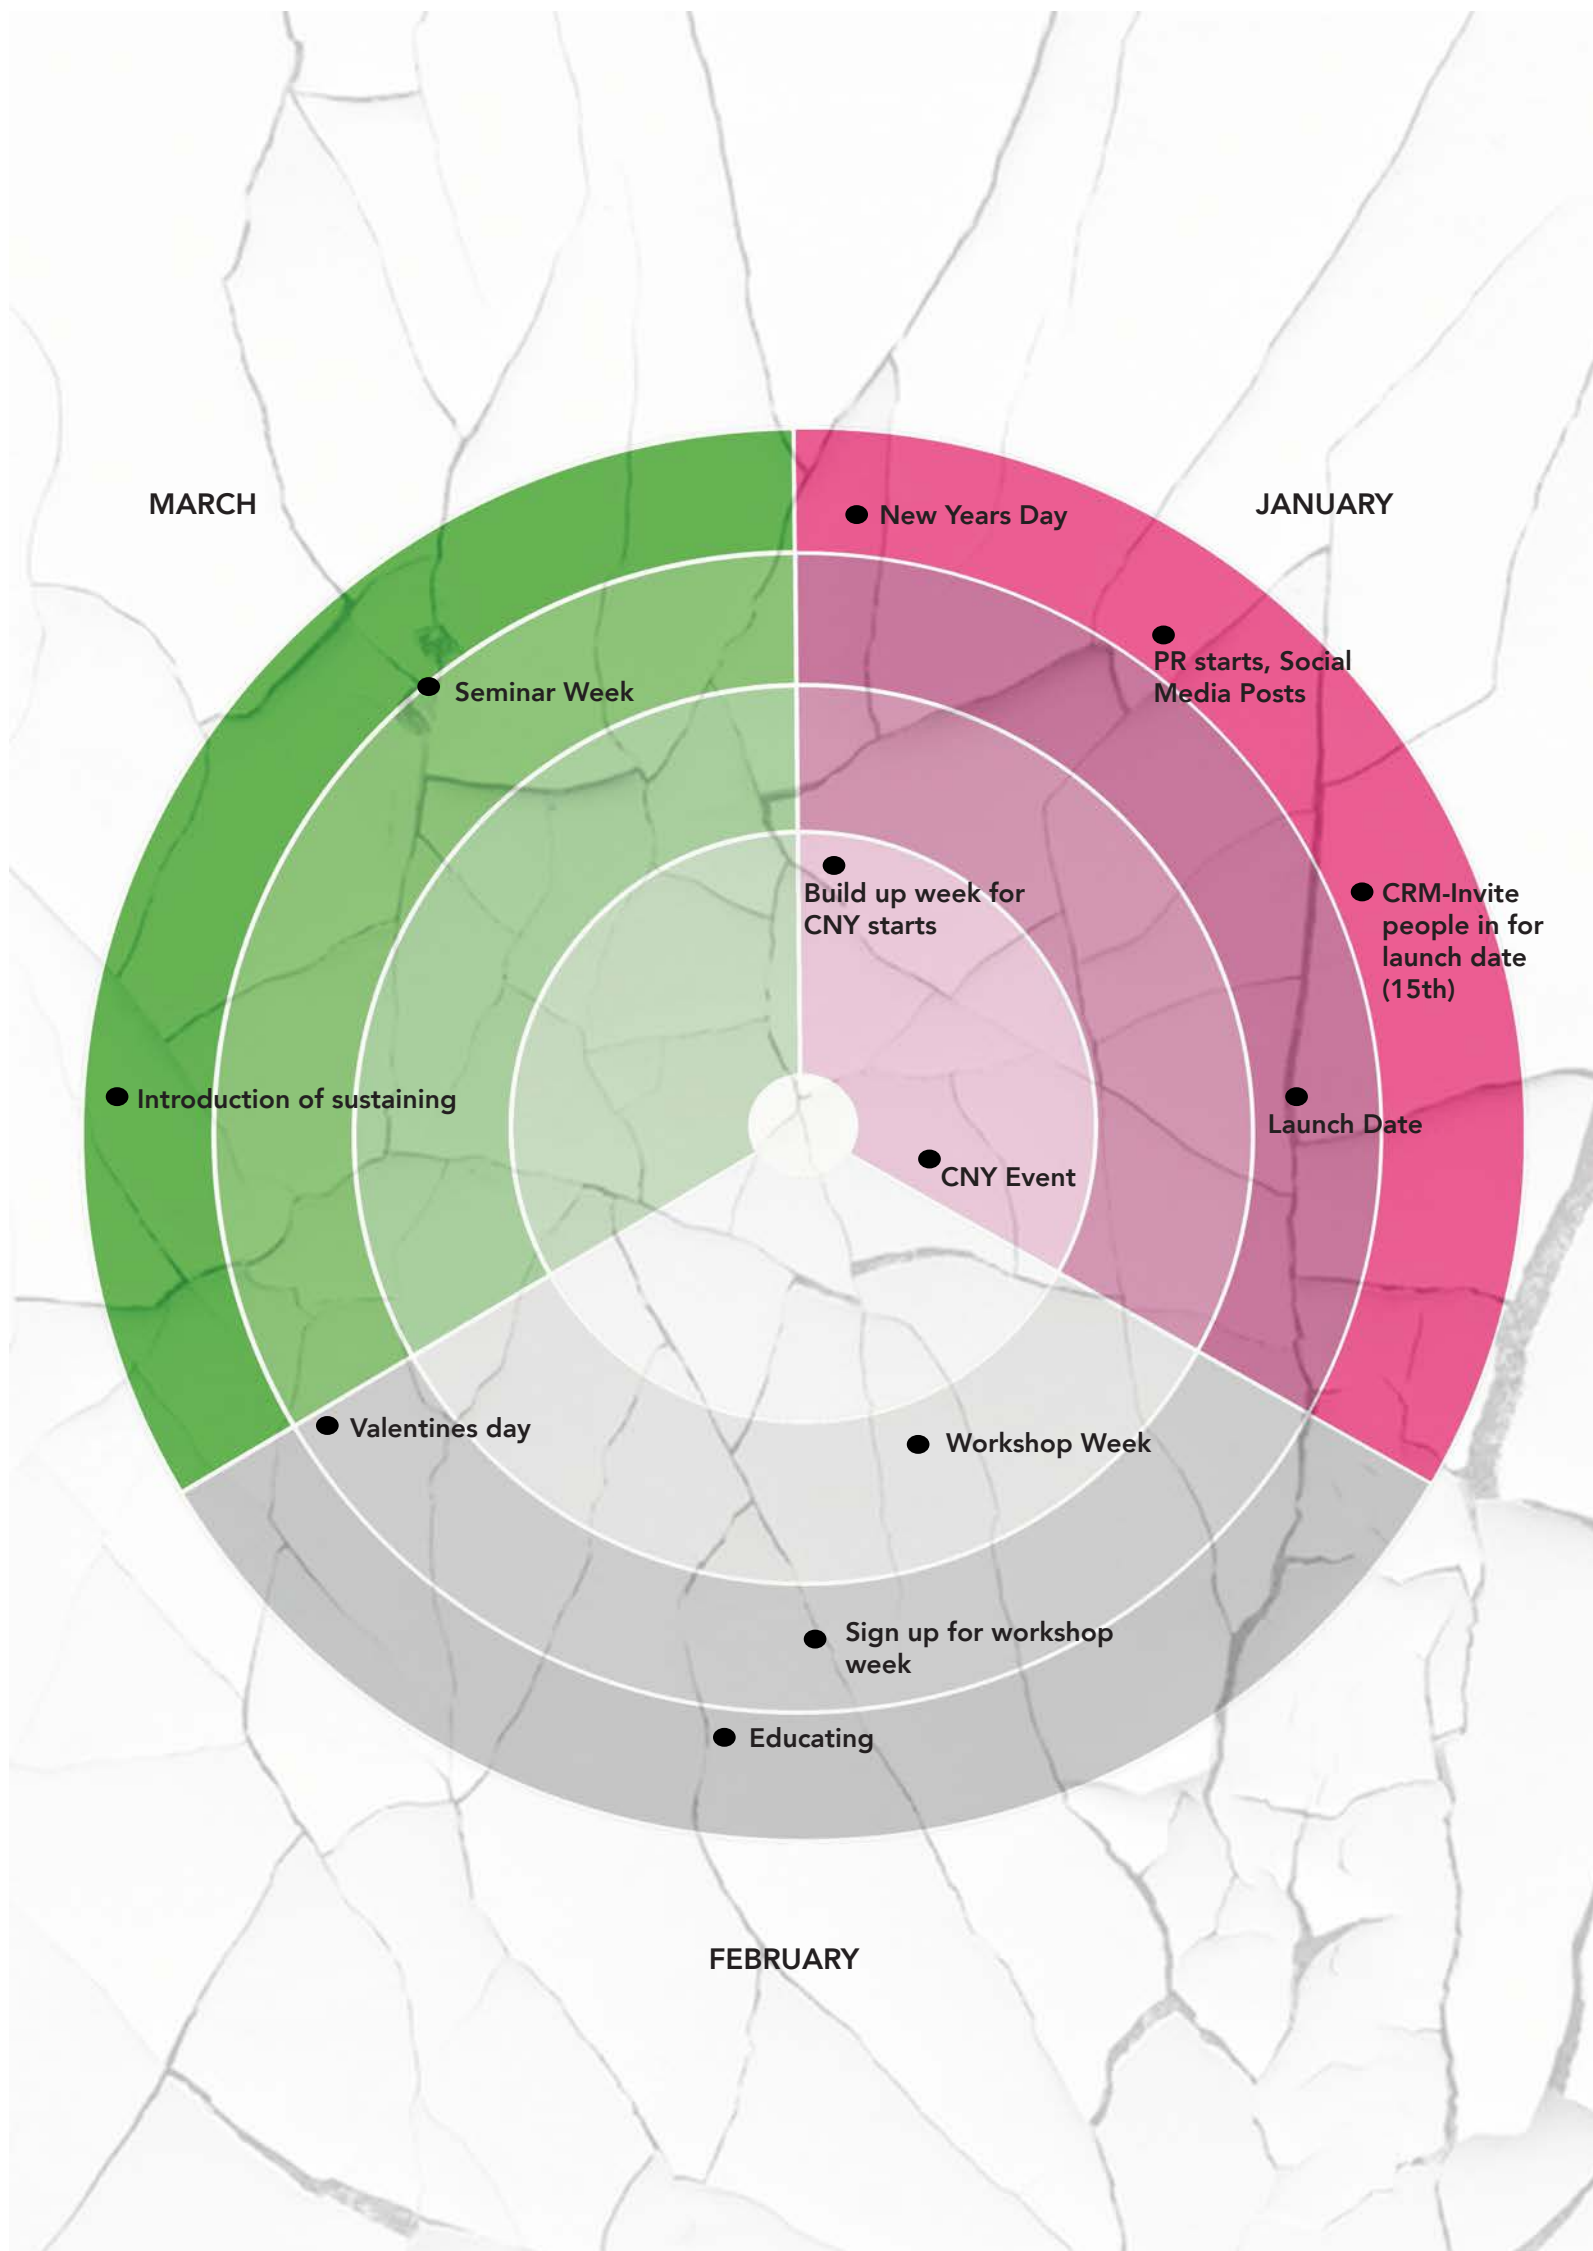 MARCH
JANUARY
New Years Day
PR starts, Social
Media Posts
Seminar Week
Build up week for
CNY starts
CRM-Invite
people in for
launch date
(15th)
Introduction of sustaining
Launch Date
CNY Event
Valentines day
Workshop Week
Sign up for workshop
week
Educating
FEBRUARY